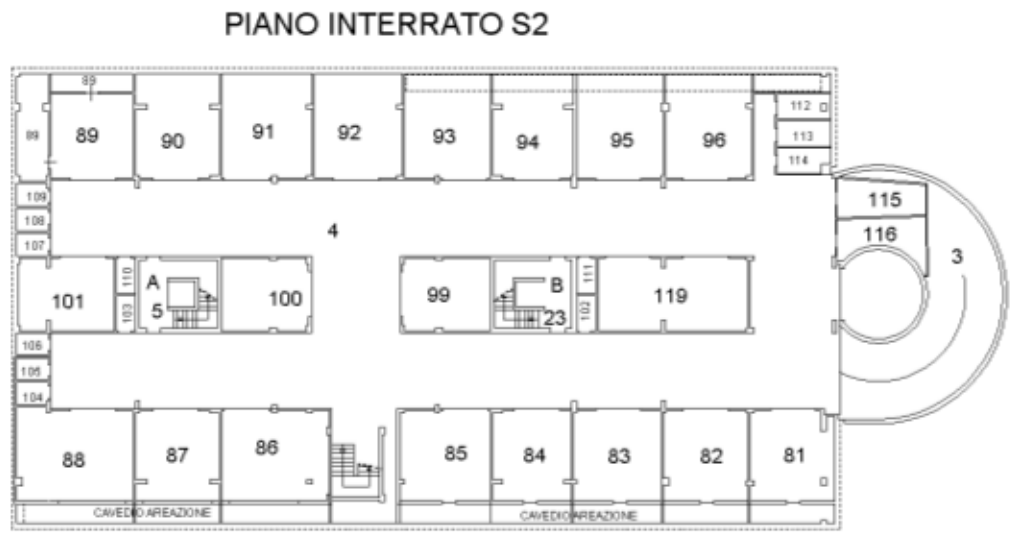 PIANO INTERRATO S2
89
89 89 90 91 92 93 94 95 96 112
113
114
109
108
107
4
115
116
3
101 110 A 100 99 B 111 119
103 5 23 102
106
105
104
88 87 86 85 84 83 82 81
CAVEDIO AREAZIONE CAVEDIO AREAZIONE